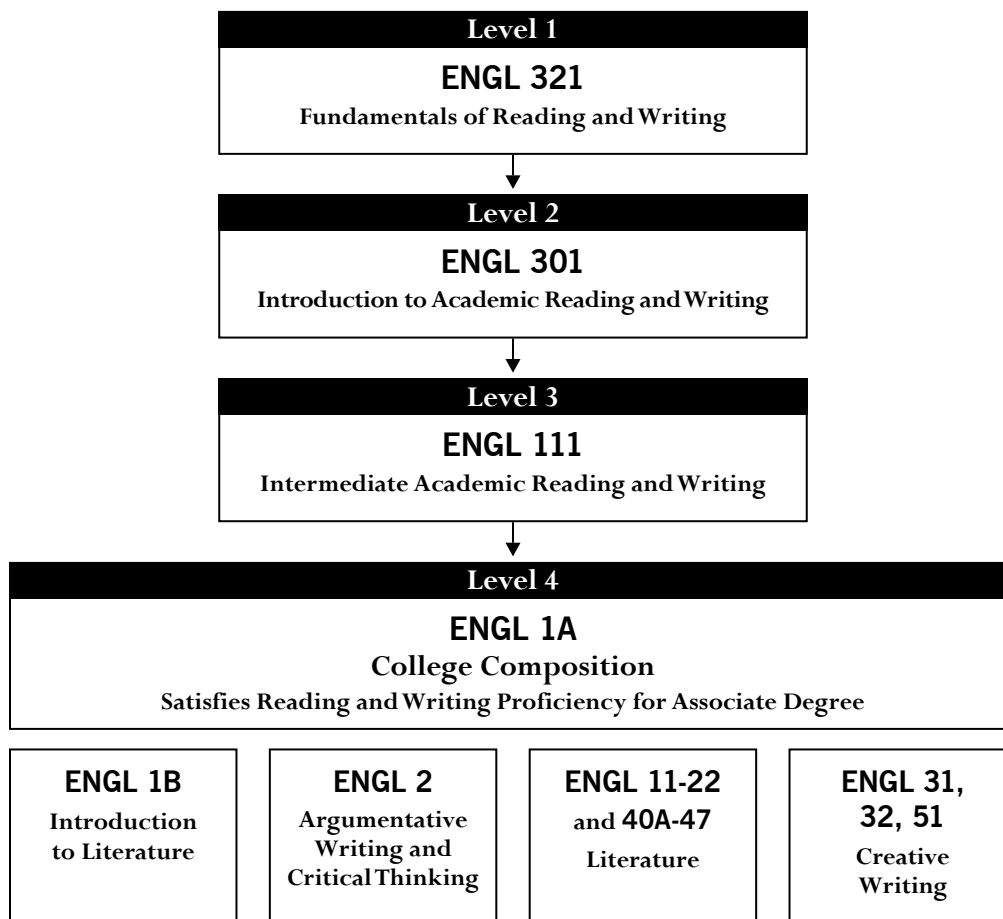 Level 1
ENGL 321
Fundamentals of Reading and Writing
Level 2
ENGL 301
Introduction to Academic Reading and Writing
Level 3
ENGL 111
Intermediate Academic Reading and Writing
Level 4
ENGL 1A
College Composition
Satisfies Reading and Writing Proficiency for Associate Degree
ENGL 1B
Introduction
to Literature
ENGL 2
Argumentative
Writing and
Critical Thinking
ENGL 11-22
and 40A-47
Literature
ENGL 31,
32, 51
Creative
Writing